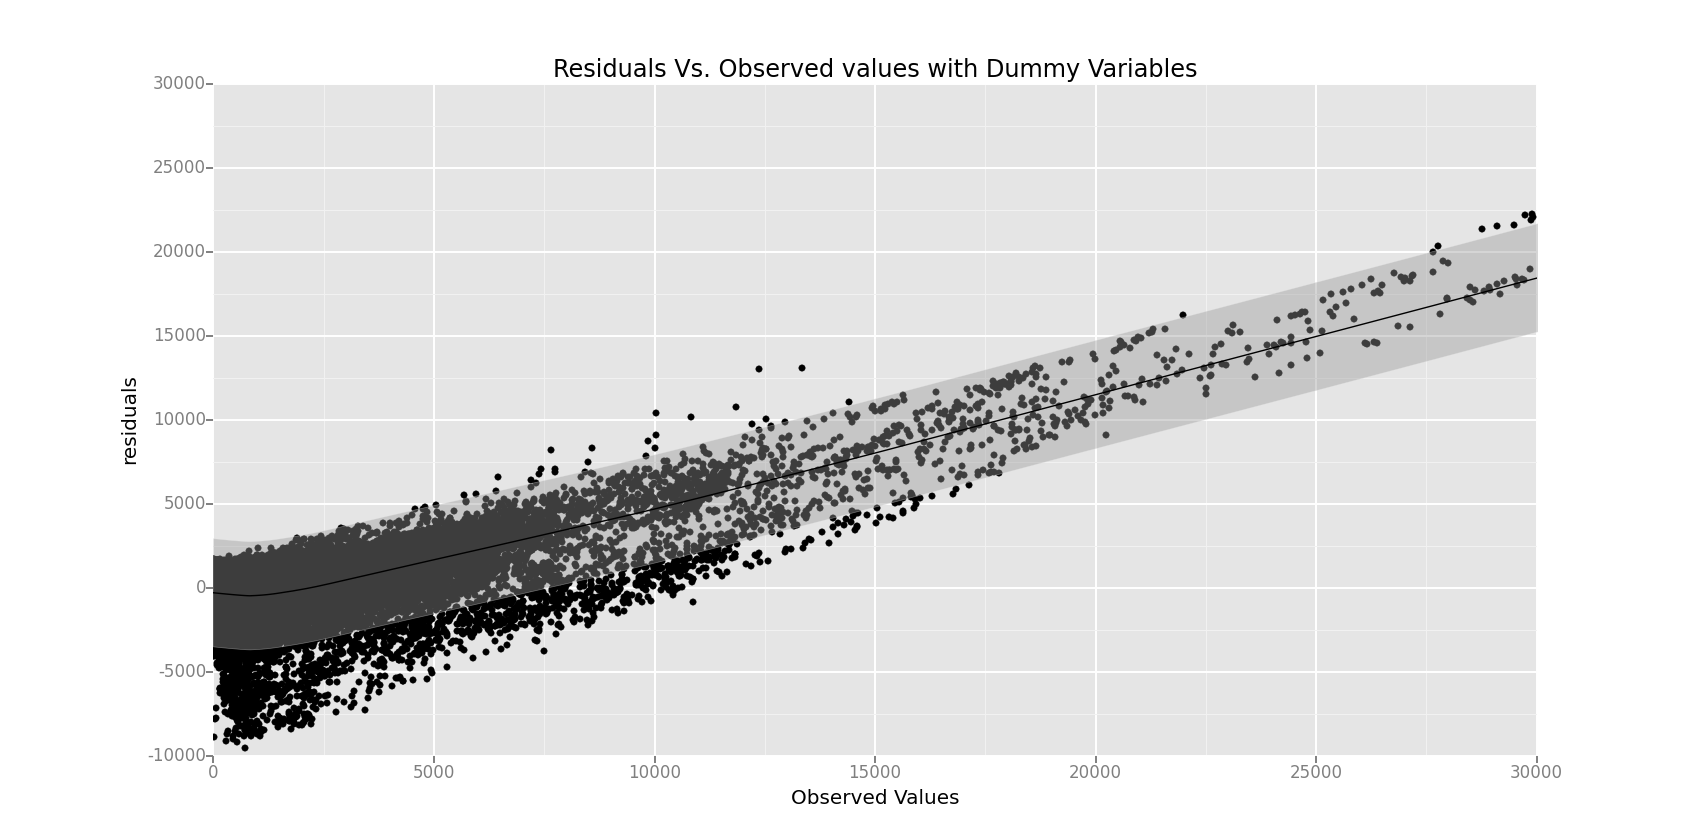 Residuals Vs. Observed values with Dummy Variables
30000
25000
20000
15000
10000
5000
0
-5000
-10000
residuals
0 5000 10000 15000 20000 25000 30000
Observed Values